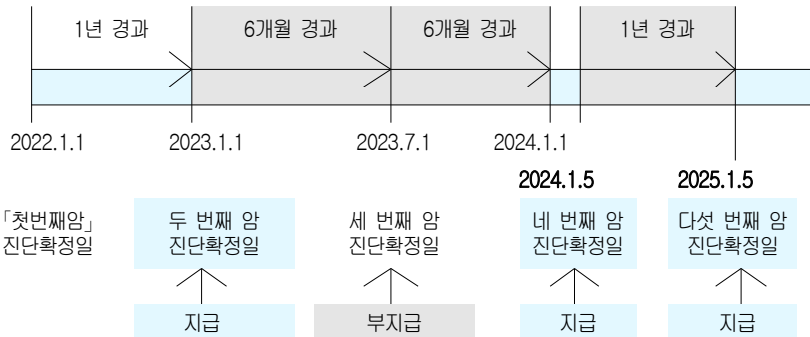 1년 경과 6개월 경과 6개월 경과 1년 경과
2022.1.1 2023.1.1 2023.7.1 2024.1.1
2024.1.5 2025.1.5
「첫번째암」 두 번째 암 세 번째 암 네 번째 암 다섯 번째 암
진단확정일 진단확정일 진단확정일 진단확정일 진단확정일
지급 부지급 지급 지급